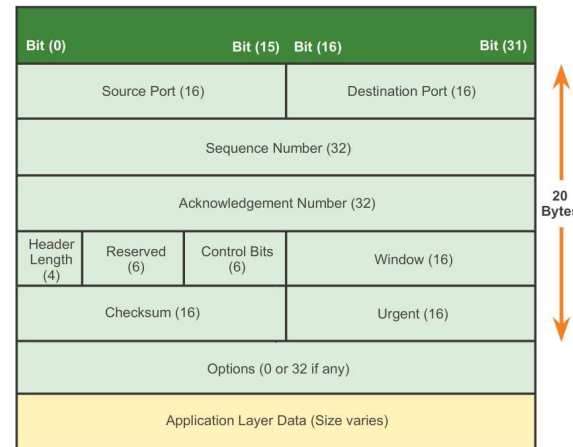 Bit (0) Bit (15) Bit (16) Bit (31)
Source Port (16) Destination Port (16)
Sequence Number (32)
Acknowledgement Number (32)
20
Bytes
Header
Length
(4)
Reserved
(6)
Control Bits
(6)
Window (16)
Checksum (16) Urgent (16)
Options (0 or 32 if any)
Application Layer Data (Size varies)